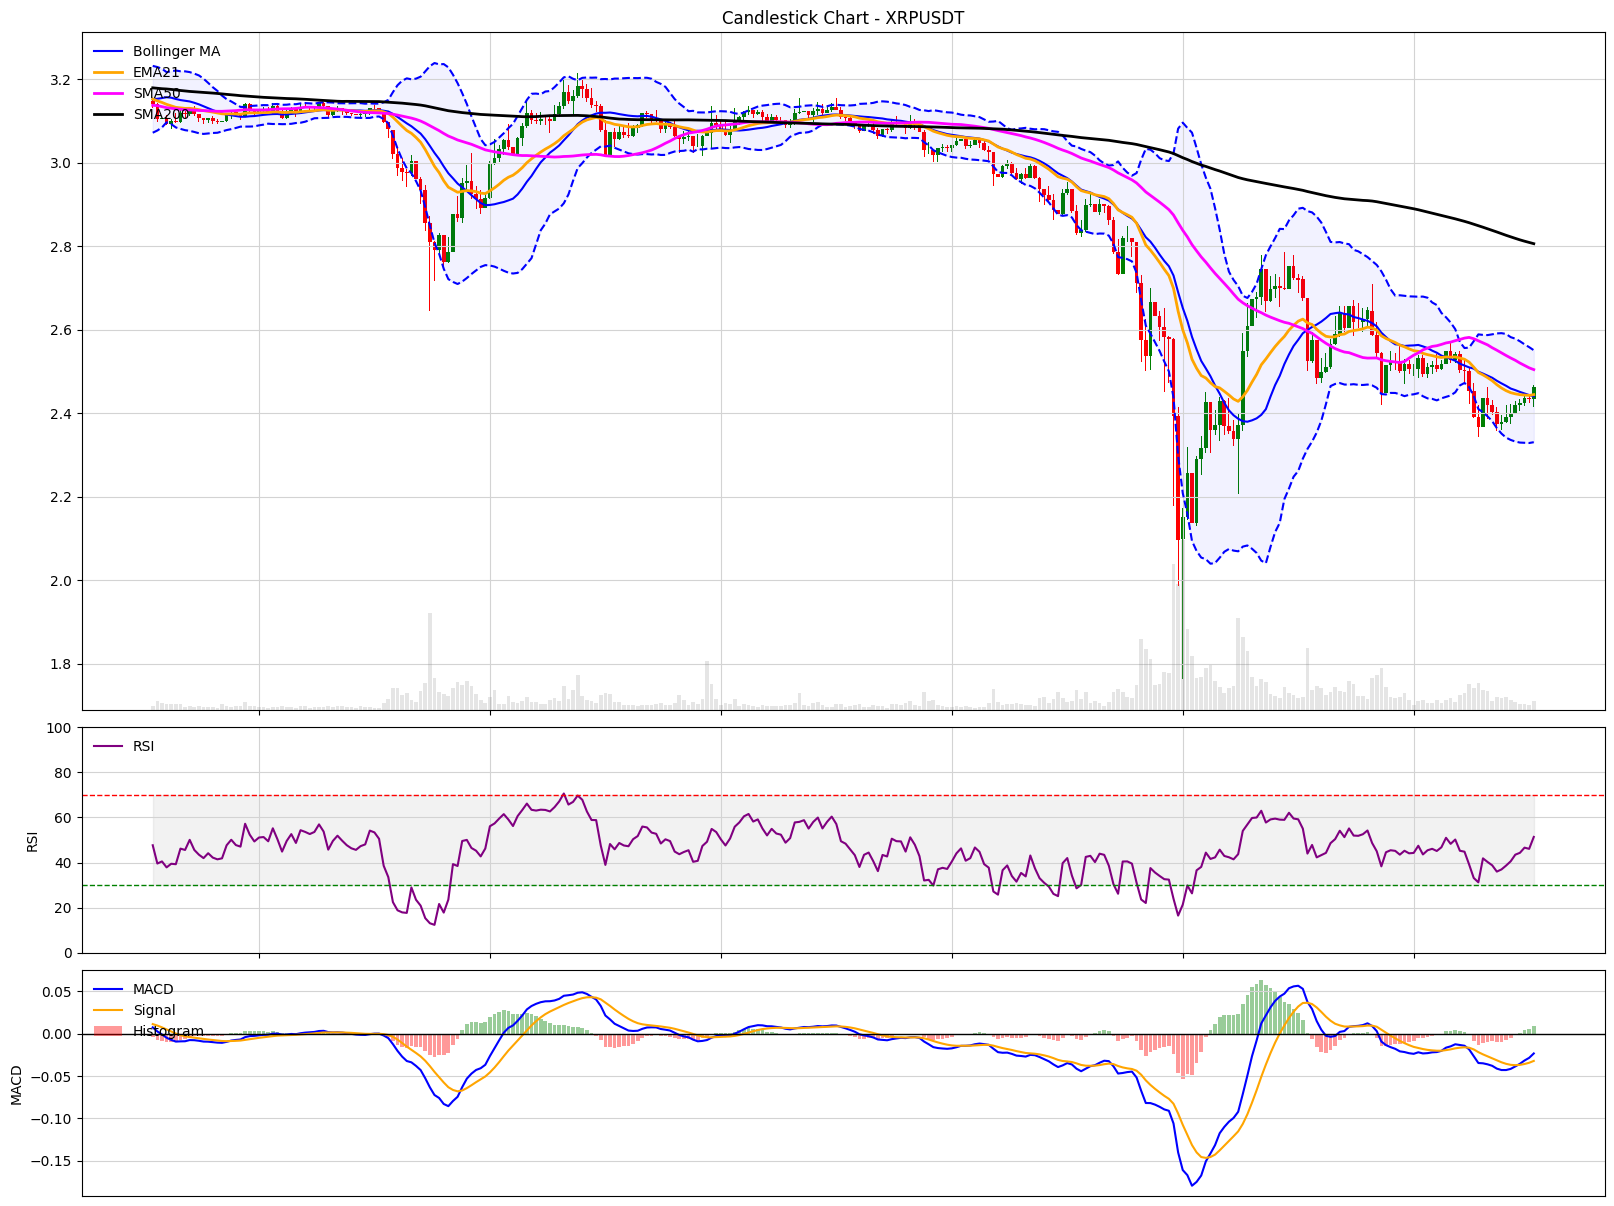 Candlestick Chart - XRPUSDT
Bollinger MA
EMA21
SMA50
SMA200
3.2
3.0
2.8
2.6
2.4
2.2
2.0
1.8
RSI
100
80
60
40
20
0
RSI
MACD
Signal
Histogram
0.05
0.00
−0.05
−0.10
−0.15
MACD